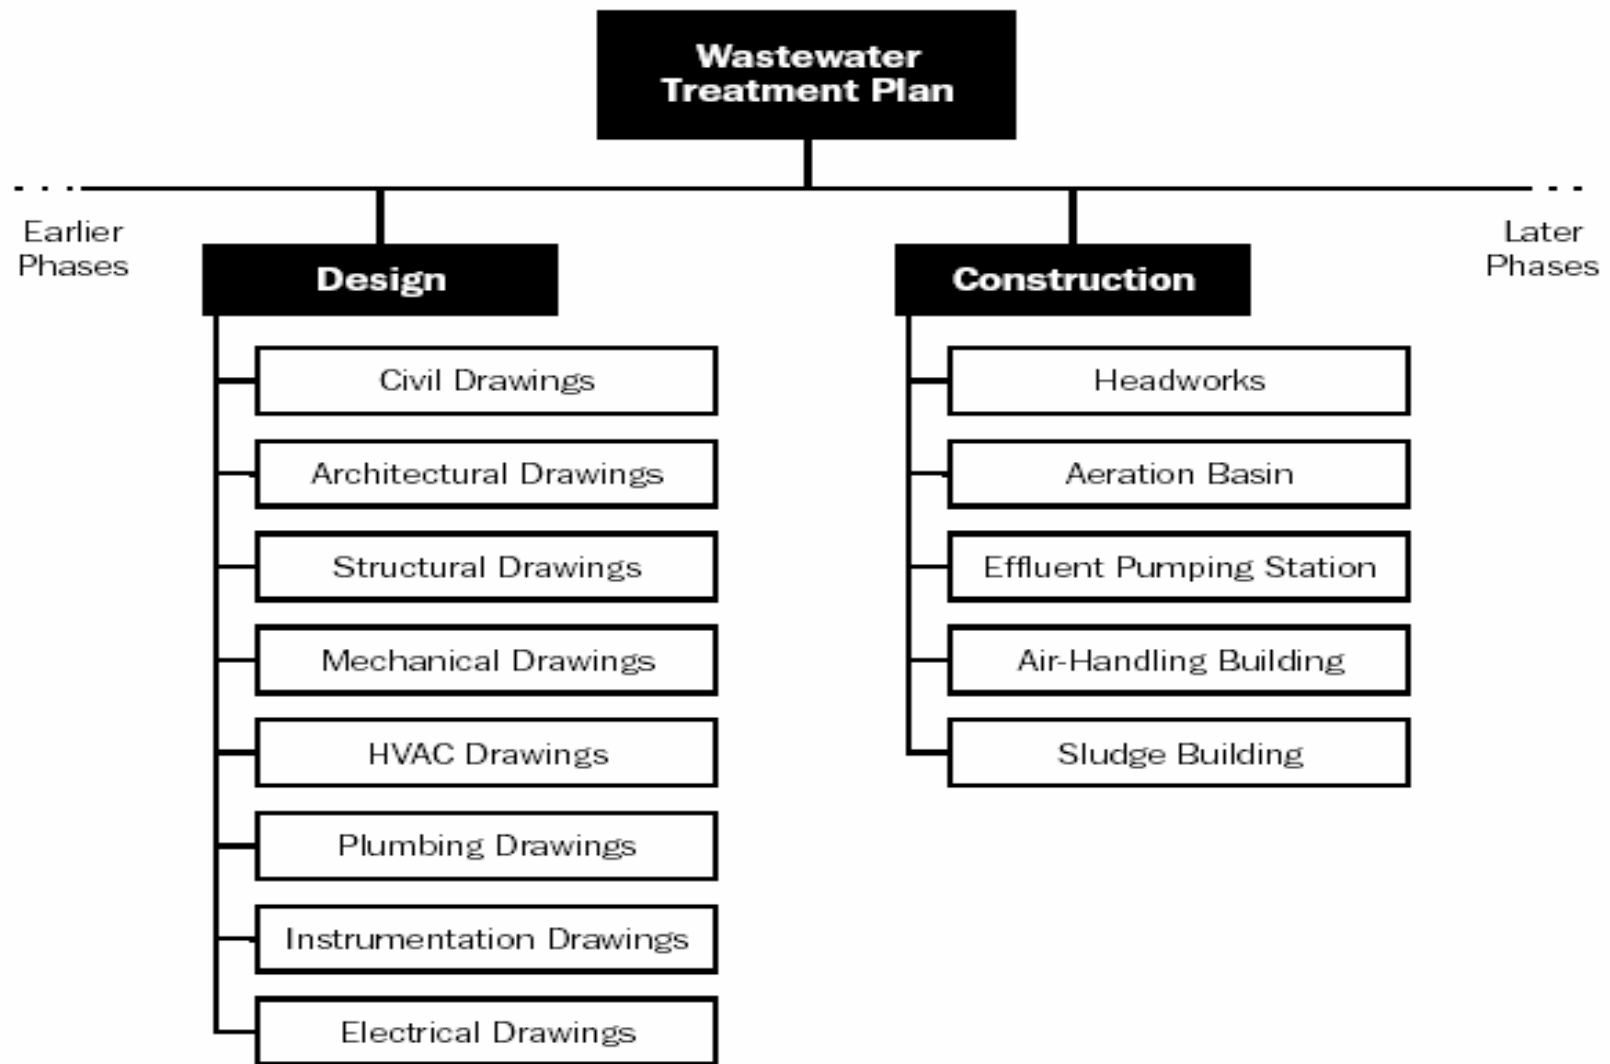 Wastewater
Treatment Plan
Earlier
Phases
Later
Phases
Design
Construction
Civil Drawings
Architectural Drawings
Structural Drawings
Mechanical Drawings
HVAC Drawings
Plumbing Drawings
Instrumentation Drawings
Electrical Drawings
Headworks
Aeration Basin
Effluent Pumping Station
Air-Handling Building
Sludge Building